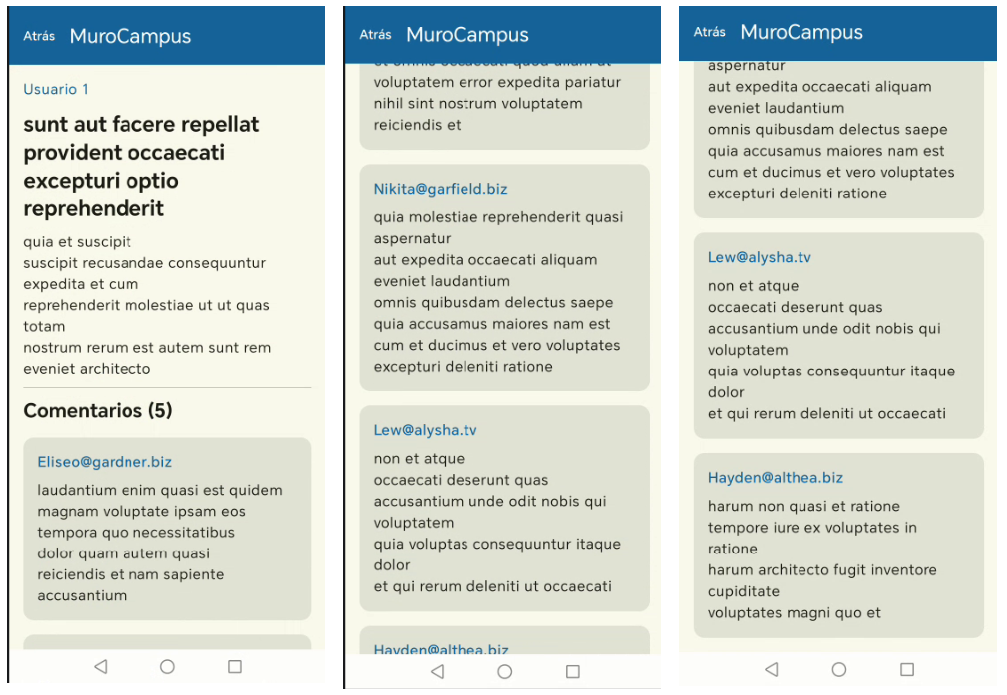 Atrás MuroCampus
Usuario 1
sunt aut facere repellat
provident occaecati
excepturi optio
reprehenderit
quia et suscipit
suscipit recusandae consequuntur
expedita et cum
reprehenderit molestiae ut ut quas
totam
nostrum rerum est autem sunt rem
eveniet architecto
Comentarios (5)
Eliseo@gardner.biz
laudantium enim quasi est quidem
magnam voluptate ipsam eos
tempora quo necessitatibus
dolor quam autem quasi
reiciendis et nam sapiente
accusantium
Atrás MuroCampus
et omnis occaecati quod ullam at
voluptatem error expedita pariatur
nihil sint nostrum voluptatem
reiciendis et
Nikita@garfield.biz
quia molestiae reprehenderit quasi
aspernatur
aut expedita occaecati aliquam
eveniet laudantium
omnis quibusdam delectus saepe
quia accusamus maiores nam est
cum et ducimus et vero voluptates
excepturi deleniti ratione
Lew@alysha.tv
non et atque
occaecati deserunt quas
accusantium unde odit nobis qui
voluptatem
quia voluptas consequuntur itaque
dolor
et qui rerum deleniti ut occaecati
Hayden@althea.biz
Atrás MuroCampus
aspernatur
aut expedita occaecati aliquam
eveniet laudantium
omnis quibusdam delectus saepe
quia accusamus maiores nam est
cum et ducimus et vero voluptates
excepturi deleniti ratione
Lew@alysha.tv
non et atque
occaecati deserunt quas
accusantium unde odit nobis qui
voluptatem
quia voluptas consequuntur itaque
dolor
et qui rerum deleniti ut occaecati
Hayden@althea.biz
harum non quasi et ratione
tempore iure ex voluptates in
ratione
harum architecto fugit inventore
cupiditate
voluptates magni quo et